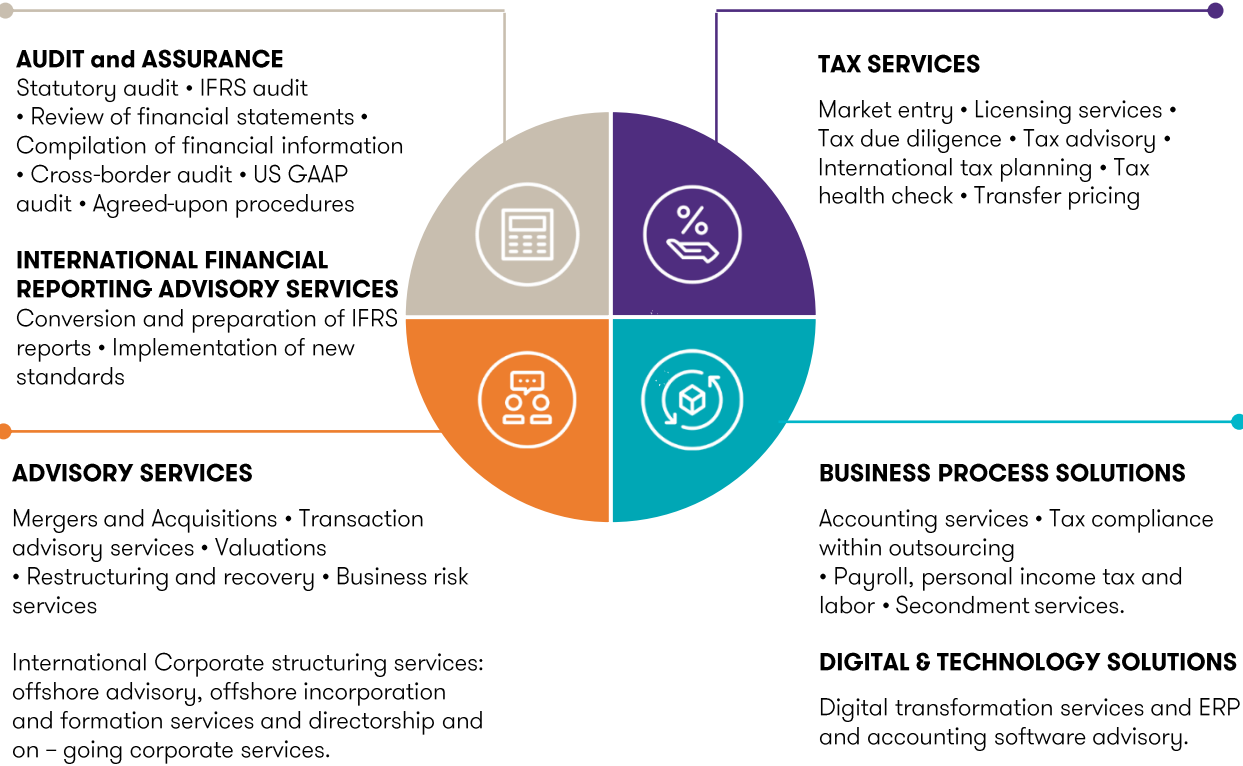 AUDIT and ASSURANCE
Statutory audit • IFRS audit
• Review of financial statements •
Compilation of financial information
• Cross-border audit • US GAAP
audit • Agreed-upon procedures
INTERNATIONAL FINANCIAL
REPORTING ADVISORY SERVICES
Conversion and preparation of IFRS
reports • Implementation of new
standards
TAX SERVICES
Market entry • Licensing services •
Tax due diligence • Tax advisory •
International tax planning • Tax
health check • Transfer pricing
ADVISORY SERVICES
Mergers and Acquisitions • Transaction
advisory services • Valuations
• Restructuring and recovery • Business risk
services
International Corporate structuring services:
offshore advisory, offshore incorporation
and formation services and directorship and
on – going corporate services.
BUSINESS PROCESS SOLUTIONS
Accounting services • Tax compliance
within outsourcing
• Payroll, personal income tax and
labor • Secondment services.
DIGITAL & TECHNOLOGY SOLUTIONS
Digital transformation services and ERP
and accounting software advisory.